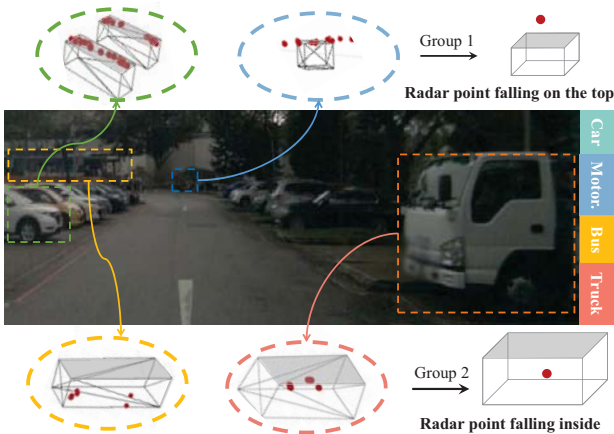 Group 1
Radar point falling on the top
Car
Motor.
Bus
Truck
Group 2
Radar point falling inside